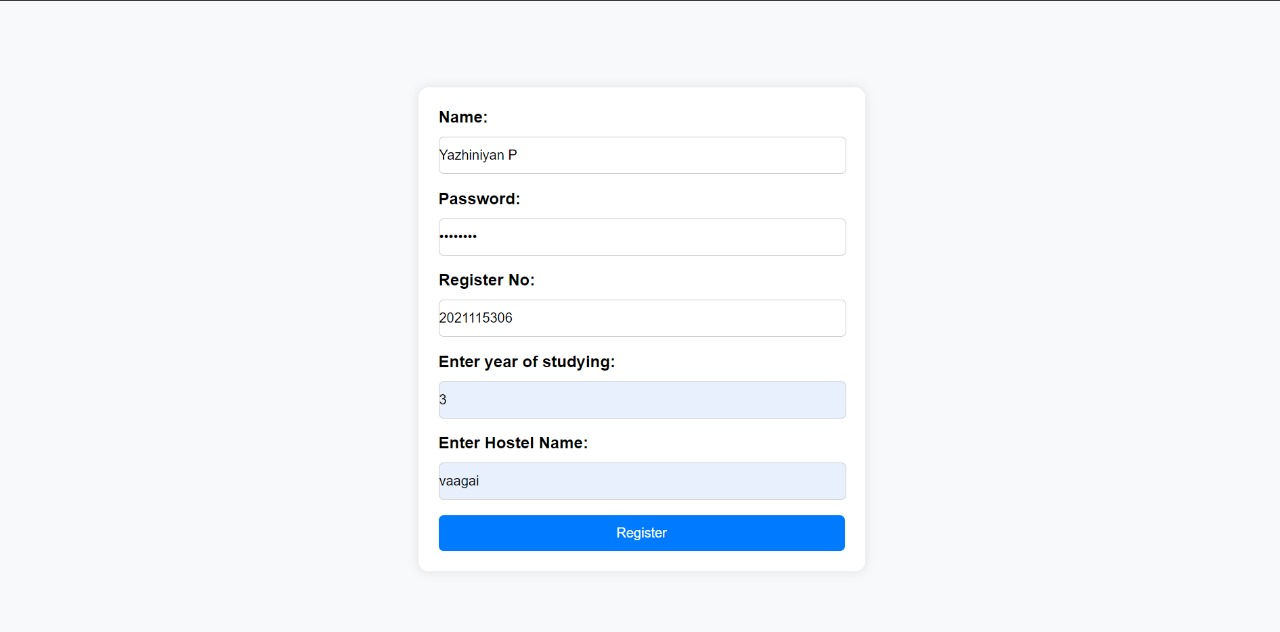 Name:
Yazhiniyan P
Password:
••••••••
Register No:
2021115306
Enter year of studying:
3
Enter Hostel Name:
vaagai
Register